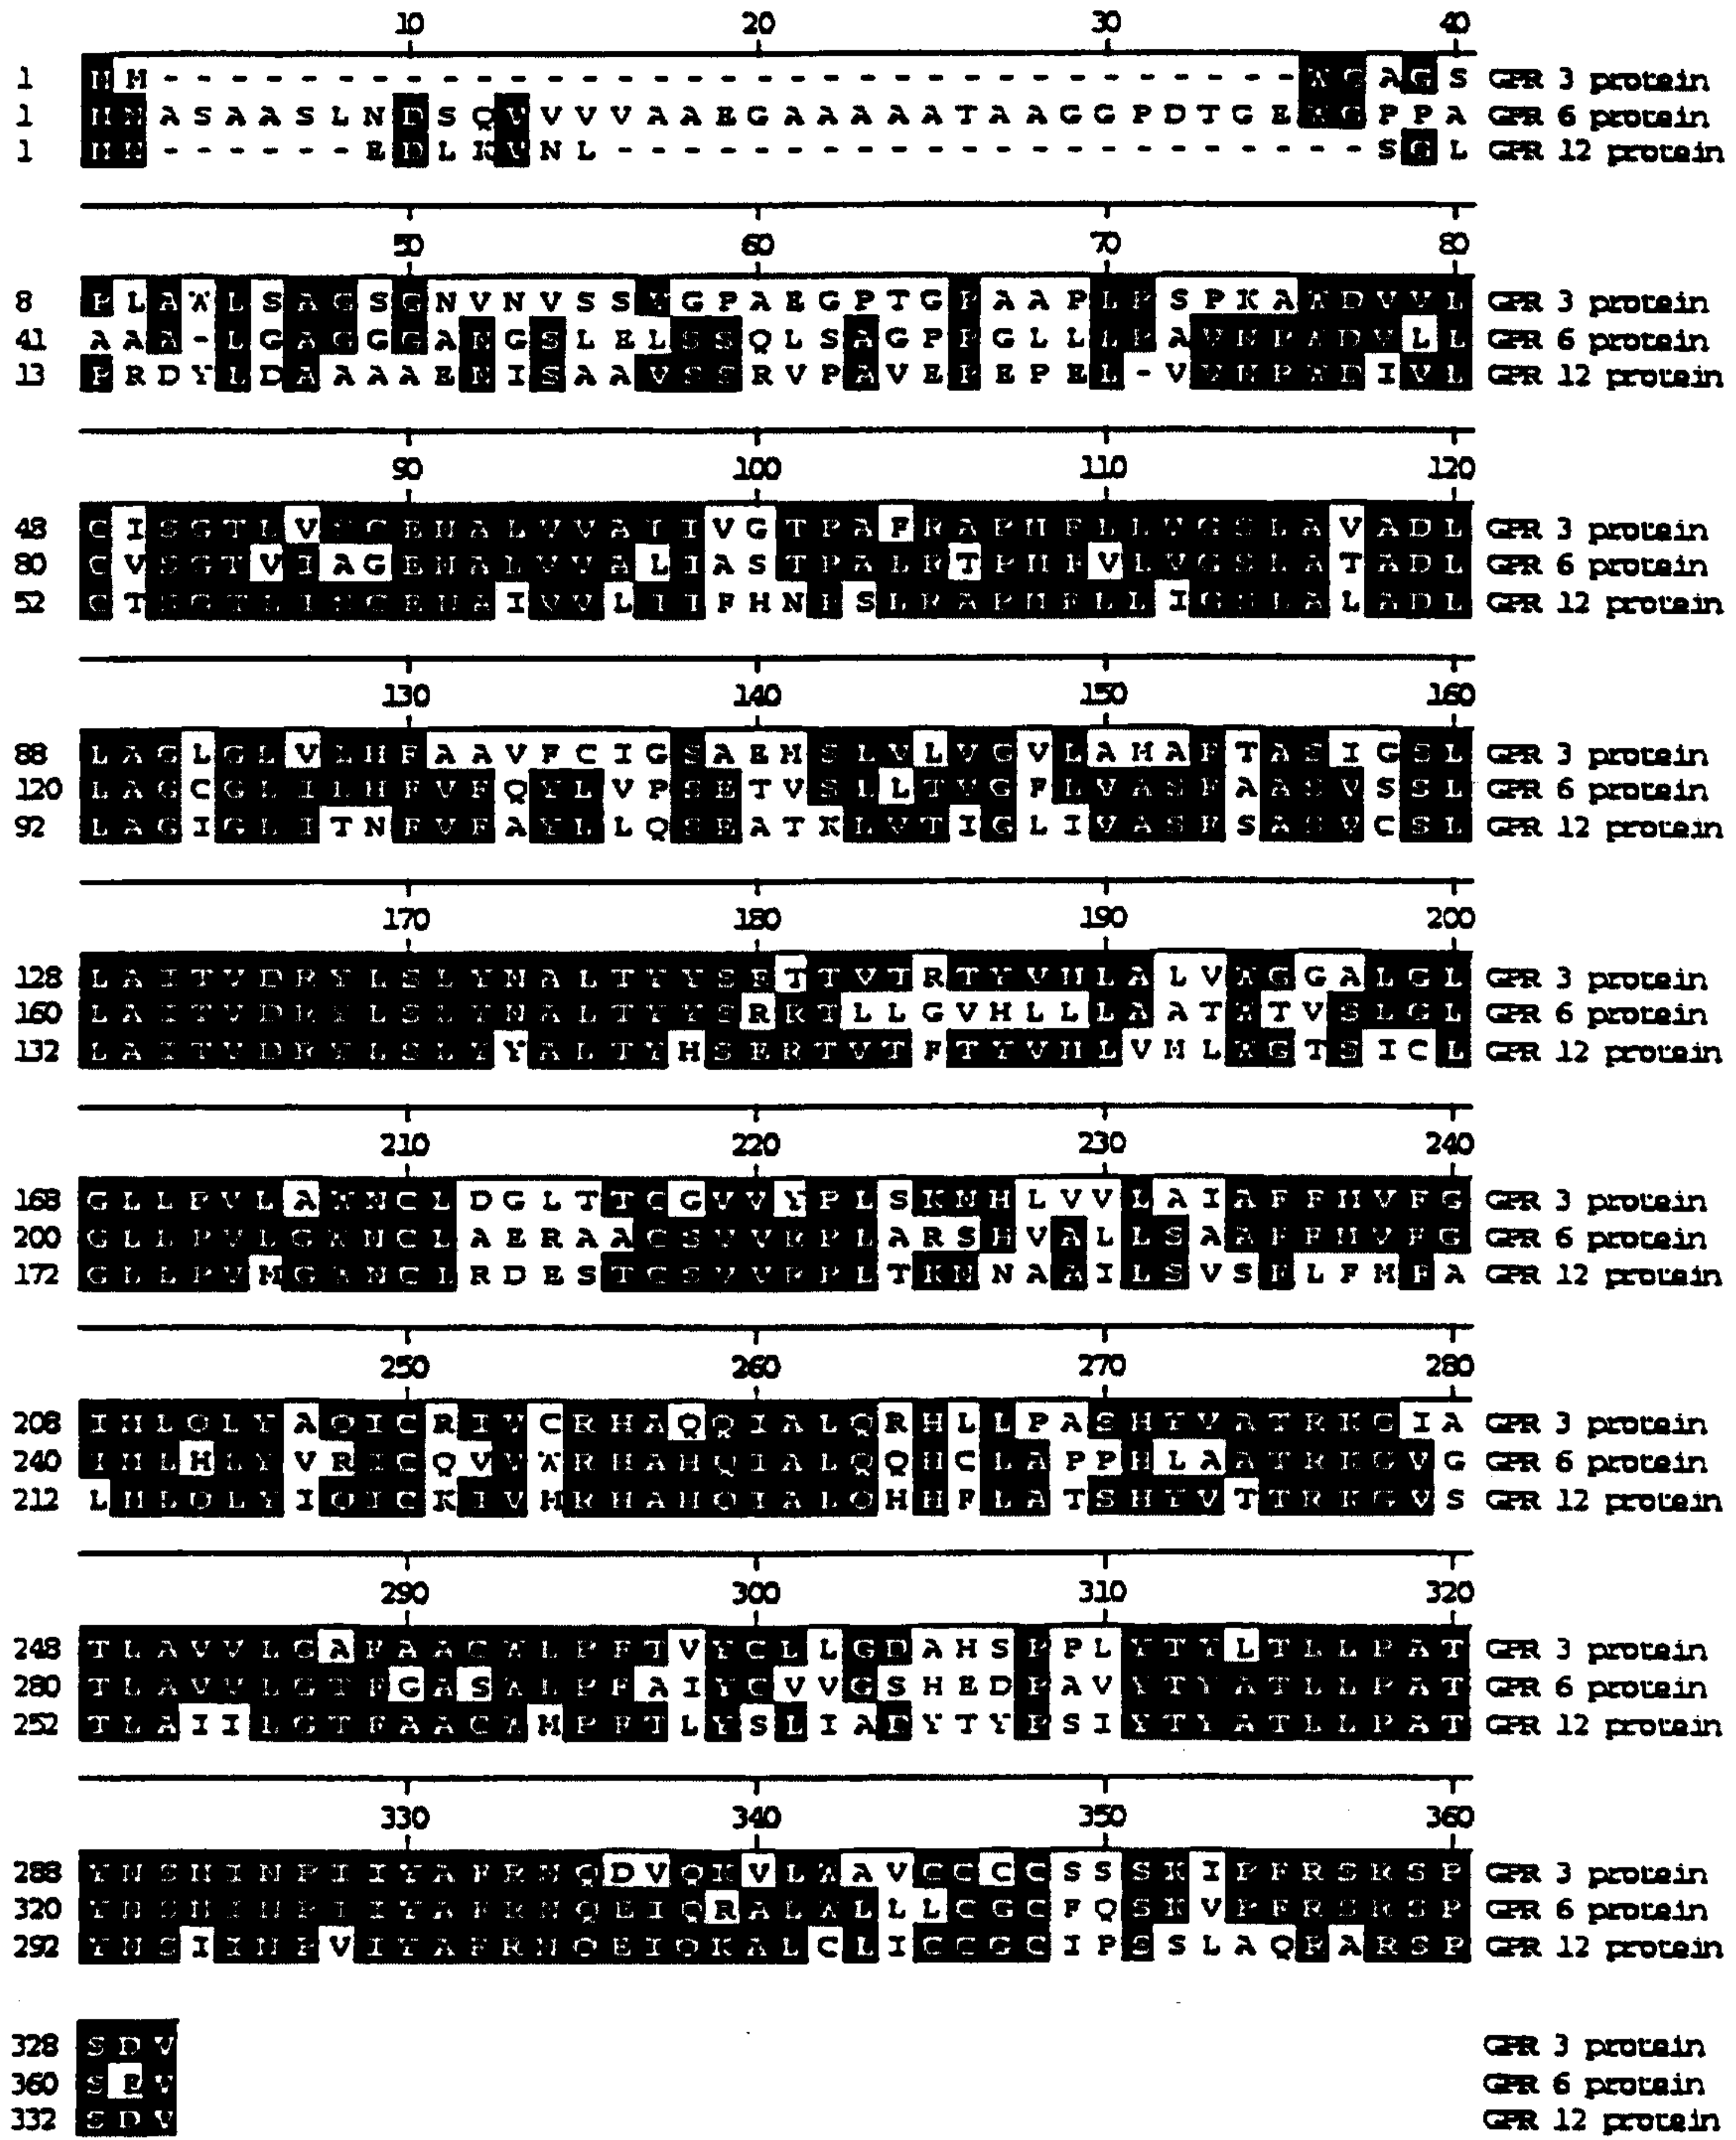 10 20 30 40
1 M M - - - - - - - - - - - - - - - - - - - - - - - - - - - - - - - - - A G A G S GPR 3 protein
1 M N A S A A S L N D S Q V V V V A A E G A A A A A T A A G G P D T G E A G P P A GPR 6 protein
1 M N - - - - - - E D L K V N L - - - - - - - - - - - - - - - - - - - - - - S G L GPR 12 protein
50 60 70 80
8 P L A W L S A G S G N V N V S S V G P A E G P T G P A A P L P S P K A A D V V L GPR 3 protein
41 A A A - L G A G G G A N G S L E L S S Q L S A G P P G L L L P A V N P A D V L L GPR 6 protein
13 P R D Y L D A A A A E N I S A A V S S R V P A V E P E P E L - V V N P A D I V L GPR 12 protein
90 100 110 120
48 C I S G T L V S C E N A L V V A I I V G T P A F R A P M F L L V G S L A V A D L GPR 3 protein
80 C V S G T V I A G E N A L V V A L I A S T P A L R T P M F V L V G S L A T A D L GPR 6 protein
52 C T S G T L I S C E N A I V V L I I F H N P S L R A P M F L L I G S L A L A D L GPR 12 protein
130 140 150 160
88 L A G L G L V L H F A A V F C I G S A E M S L V L V G V L A M A F T A S I G S L GPR 3 protein
120 L A G C G L I L H F V F Q Y L V P S E T V S L L T V G F L V A S F A A S V S S L GPR 6 protein
92 L A G I G L I T N F V F A Y L L Q S E A T K L V T I G L I V A S F S A S V C S L GPR 12 protein
170 180 190 200
128 L A I T V D R Y L S L Y N A L T Y Y S E T T V T R T Y V M L A L V W G G A L G L GPR 3 protein
160 L A I T V D R Y L S L Y N A L T Y Y S R R T L L G V H L L L A A T W T V S L G L GPR 6 protein
132 L A I T V D R Y L S L Y Y A L T Y H S E R T V T F T Y V M L V M L W G T S I C L GPR 12 protein
210 220 230 240
168 G L L P V L A W N C L D G L T T C G V V Y P L S K N H L V V L A I A F F M V F G GPR 3 protein
200 G L L P V L G W N C L A E R A A C S V V R P L A R S H V A L L S A A F F M V F G GPR 6 protein
172 G L L P V M G W N C L R D E S T C S V V R P L T K N N A A I L S V S F L F M F A GPR 12 protein
250 260 270 280
208 I M L Q L Y A Q I C R I V C R H A Q Q I A L Q R H L L P A S H Y V A T R K G I A GPR 3 protein
240 I M L H L Y V R I C Q V V W R H A H Q I A L Q Q H C L A P P H L A A T R K G V G GPR 6 protein
212 L M L Q L Y I Q I C K I V M R H A H Q I A L Q H H F L A T S H Y V T T R K G V S GPR 12 protein
290 300 310 320
248 T L A V V L G A F A A C W L P F T V Y C L L G D A H S P P L Y T Y L T L L P A T GPR 3 protein
280 T L A V V L G T F G A S W L P F A I Y C V V G S H E D P A V Y T Y A T L L P A T GPR 6 protein
252 T L A I I L G T F A A C W M P F T L Y S L I A D Y T Y P S I Y T Y A T L L P A T GPR 12 protein
330 340 350 360
288 Y N S M I N P I I Y A F R N Q D V Q K V L W A V C C C C S S S K I P F R S R S P GPR 3 protein
320 Y N S M I N P I I Y A F R N Q E I Q R A L W L L L C G C F Q S K V P F R S R S P GPR 6 protein
292 Y N S I I N P V I Y A F R N Q E I Q K A L C L I C C G C I P S S L A Q R A R S P GPR 12 protein
328 S D V GPR 3 protein
360 S E V GPR 6 protein
332 S D V GPR 12 protein